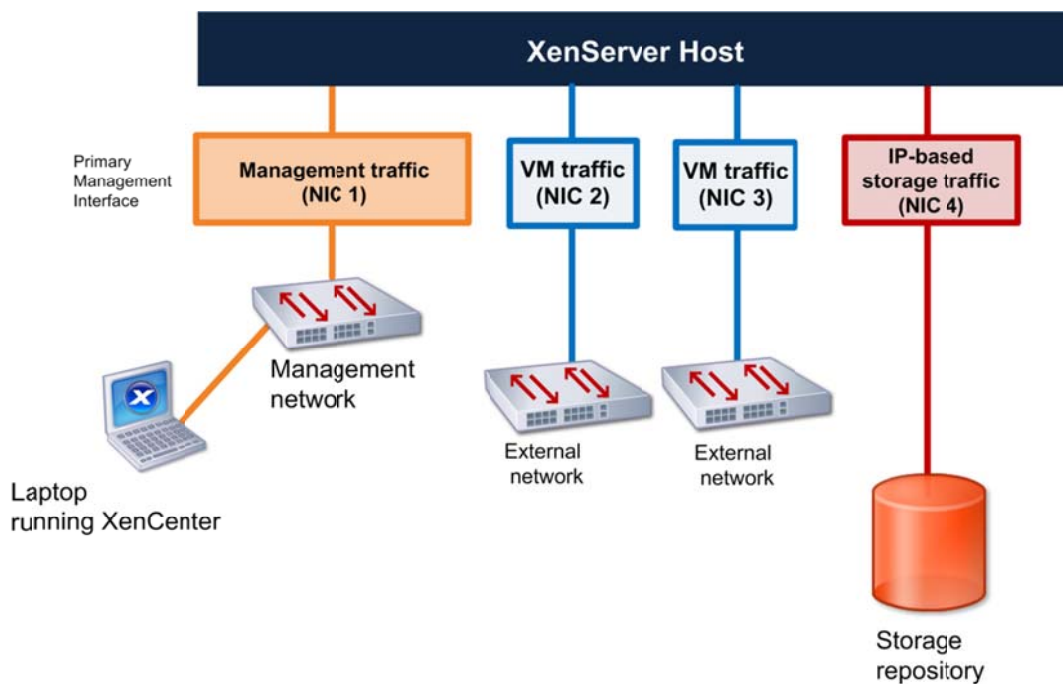 XenServer Host
Primary
Management
Interface
Management traffic
(NIC 1)
VM traffic
(NIC 2)
VM traffic
(NIC 3)
IP-based
storage traffic
(NIC 4)
Management
network
External
network
External
network
X
Laptop
running XenCenter
Storage
repository